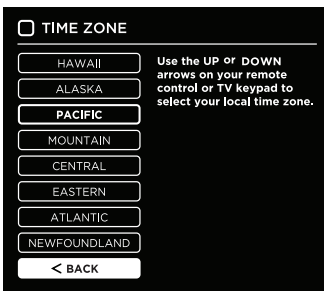 TIME ZONE
HAWAII
ALASKA
PACIFIC
MOUNTAIN
CENTRAL
EASTERN
ATLANTIC
NEWFOUNDLAND
< BACK
Use the UP or DOWN
arrows on your remote
control or TV keypad to
select your local time zone.